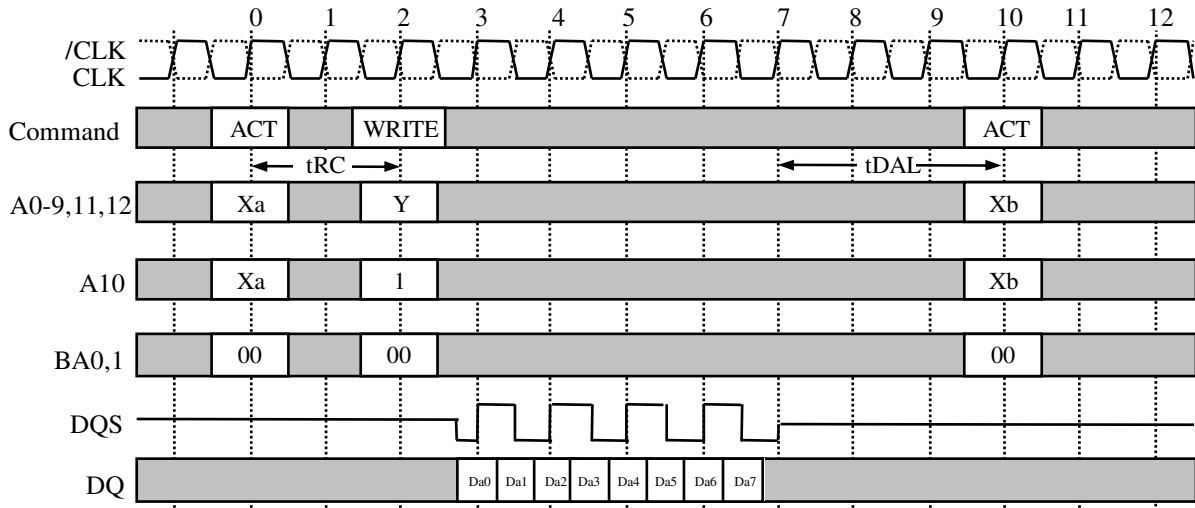 0 1 2 3 4 5 6 7 8 9 10 11 12
/CLK
CLK
Command ACT WRITE ACT
tRC tDAL
A0-9,11,12 Xa Y Xb
A10 Xa 1 Xb
BA0,1 00 00 00
DQS
DQ Da0 Da1 Da2 Da3 Da4 Da5 Da6 Da7